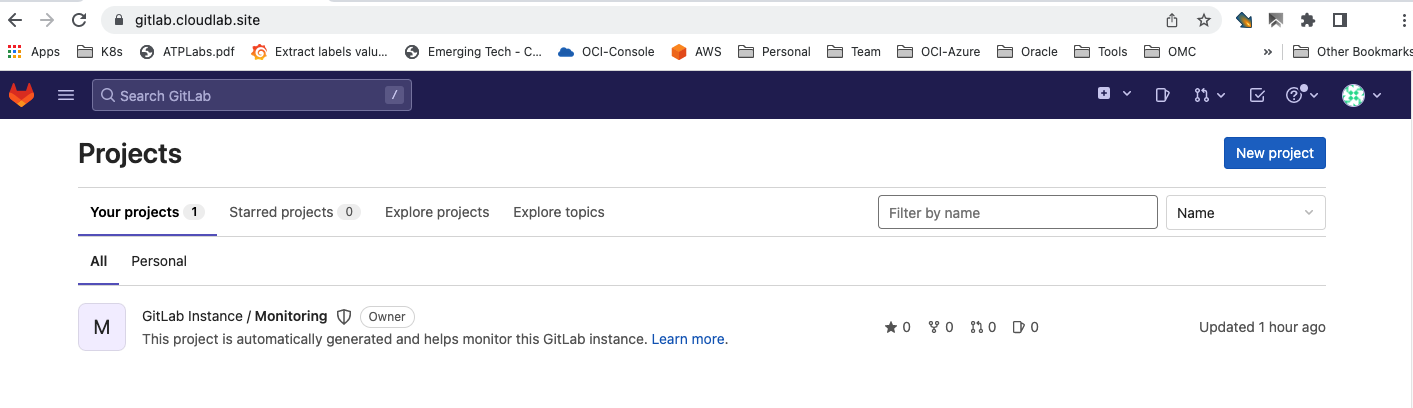 gitlab.cloudlab.site
Apps K8s ATPLabs.pdf Extract labels valu... Emerging Tech - C... OCI-Console AWS Personal Team OCI-Azure Oracle Tools OMC » Other Bookmarks
Search GitLab /
Projects
New project
Your projects 1 Starred projects 0 Explore projects Explore topics
Filter by name
Name
All Personal
M
GitLab Instance / Monitoring Owner
This project is automatically generated and helps monitor this GitLab instance. Learn more.
0 0 0 0
Updated 1 hour ago